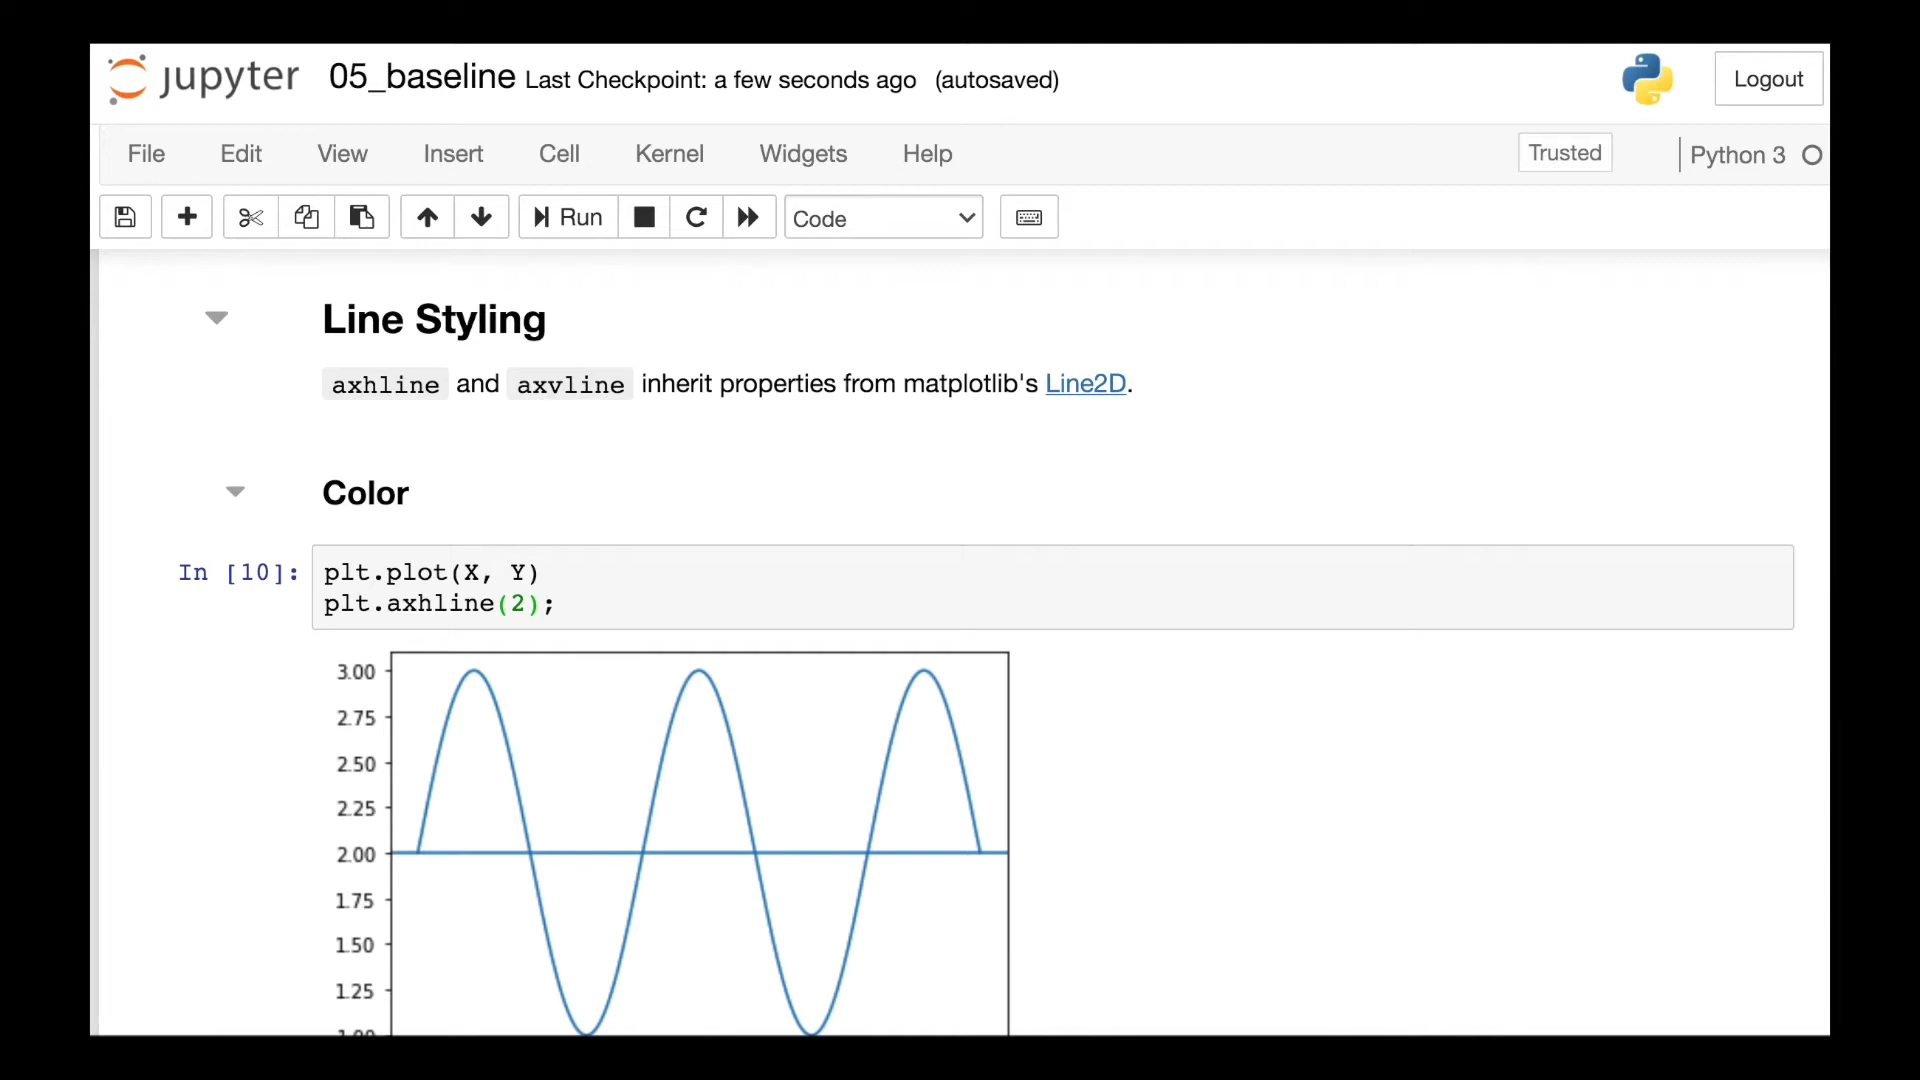 jupyter 05_baseline Last Checkpoint: a few seconds ago (autosaved) Logout
File Edit View Insert Cell Kernel Widgets Help Trusted Python 3
Run Code
Line Styling
axhline and axvline inherit properties from matplotlib's Line2D.
Color
In [10]: plt.plot(X, Y)
plt.axhline(2);
3.00
2.75
2.50
2.25
2.00
1.75
1.50
1.25
1.00